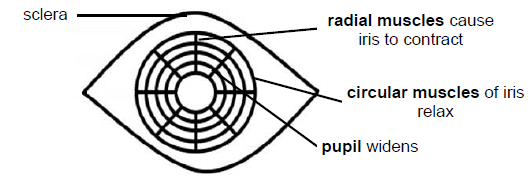 sclera
radial muscles cause
iris to contract
circular muscles of iris
relax
pupil widens